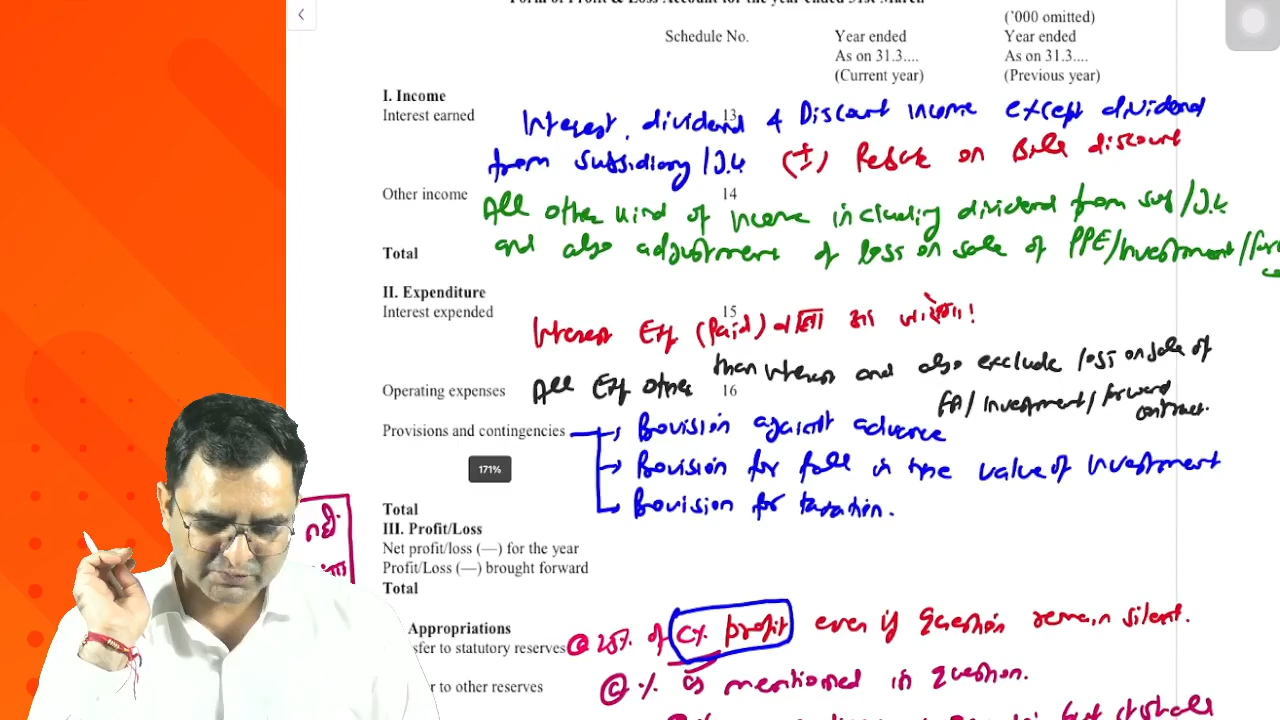 Form of Profit & Loss Account for the year ended 31st March
('000 omitted)
Schedule No. Year ended Year ended
As on 31.3.... As on 31.3....
(Current year) (Previous year)
I. Income
Interest earned 13 Interest, dividend & Discount income except dividend
from subsidiary / J.V (±) Rebate on Bill discount
Other income 14
All other kind of income including dividend from sub / J.V
Total and also adjustment of loss on sale of PPE/Investment/
II. Expenditure
Interest expended 15
Interest Exp (Paid)
than interest and also exclude loss on sale of
Operating expenses All Exp other 16
FA / Investment / forward
contract.
Provisions and contingencies Provision against advance
171% Provision for fall in the value of Investment
Total Provision for taxation.
III. Profit/Loss
Net profit/loss (—) for the year
Profit/Loss (—) brought forward
Total
Appropriations
sfer to statutory reserves @ 25% of CY. profit even if question remain silent.
er to other reserves @ % as mentioned in question.